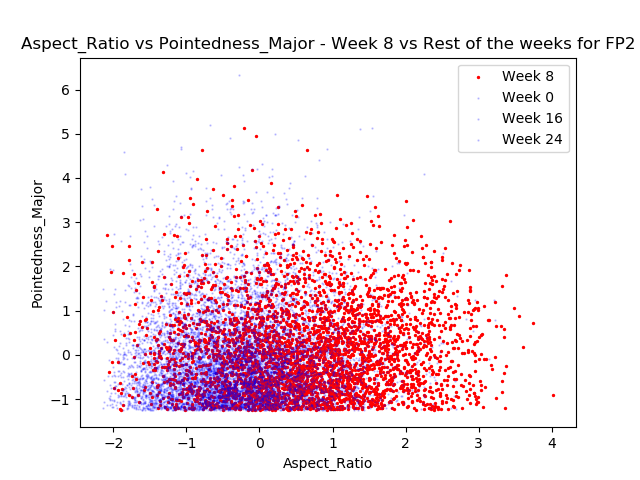 Aspect_Ratio vs Pointedness_Major - Week 8 vs Rest of the weeks for FP2
Week 8
Week 0
Week 16
Week 24
Pointedness_Major
6
5
4
3
2
1
0
−1
−2
−1
0
1
2
3
4
Aspect_Ratio